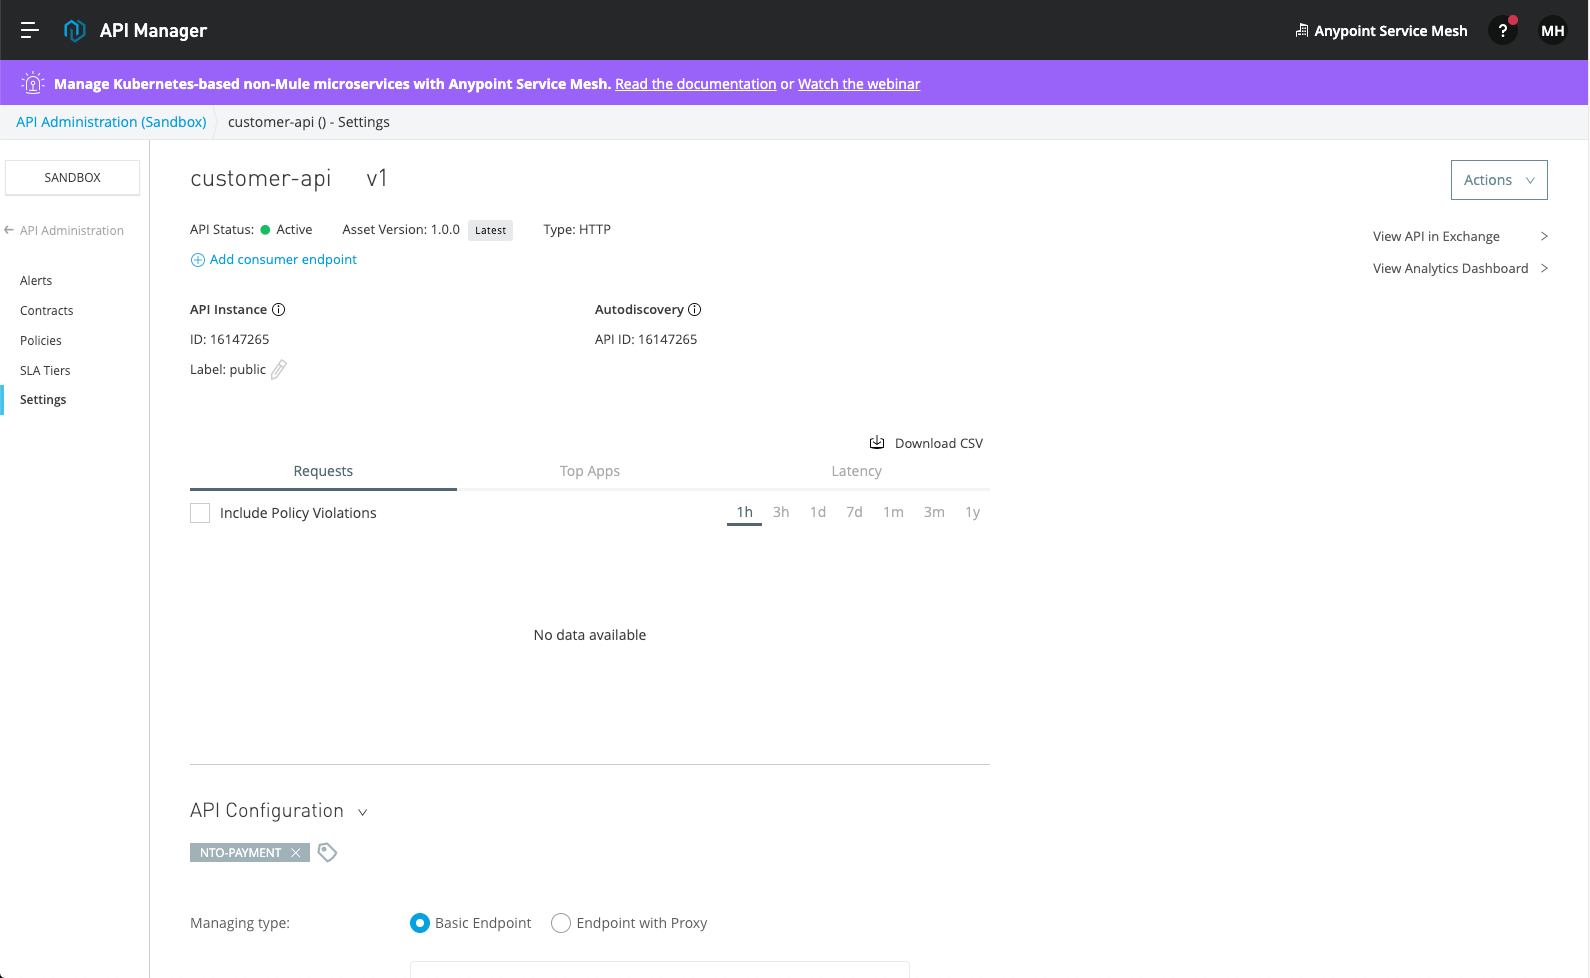 API Manager
Anypoint Service Mesh
?
MH
Manage Kubernetes-based non-Mule microservices with Anypoint Service Mesh. Read the documentation or Watch the webinar
API Administration (Sandbox)
customer-api () - Settings
SANDBOX
API Administration
Alerts
Contracts
Policies
SLA Tiers
Settings
customer-api v1
Actions
API Status: Active
Asset Version: 1.0.0 Latest
Type: HTTP
Add consumer endpoint
View API in Exchange
View Analytics Dashboard
API Instance
ID: 16147265
Label: public
Autodiscovery
API ID: 16147265
Download CSV
Requests
Top Apps
Latency
Include Policy Violations
1h 3h 1d 7d 1m 3m 1y
No data available
API Configuration
NTO-PAYMENT
Managing type:
Basic Endpoint
Endpoint with Proxy